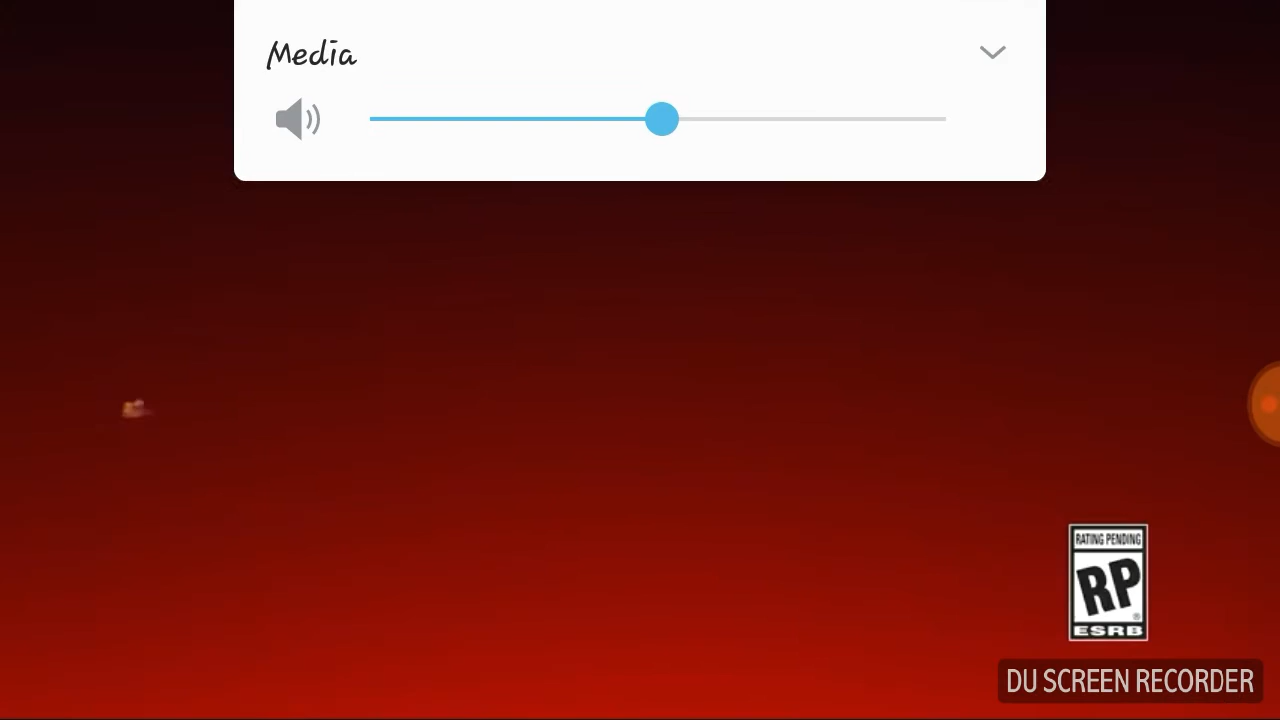 Media
RATING PENDING
RP
®
ESRB
DU SCREEN RECORDER